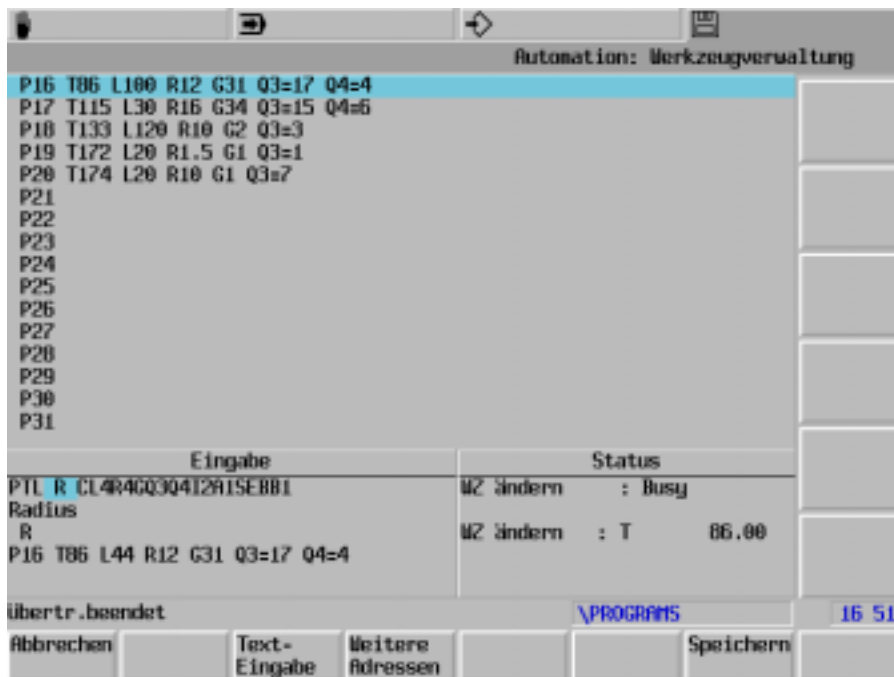 Automation: Werkzeugverwaltung
P16 T86 L100 R12 G31 Q3=17 Q4=4
P17 T115 L30 R16 G34 Q3=15 Q4=6
P18 T133 L120 R10 G2 Q3=3
P19 T172 L20 R1.5 G1 Q3=1
P20 T174 L20 R10 G1 Q3=7
P21
P22
P23
P24
P25
P26
P27
P28
P29
P30
P31
Eingabe
PTL R CL4R4GQ3Q4I2A1SEBB1
Radius
R
P16 T86 L44 R12 G31 Q3=17 Q4=4
Status
WZ ändern : Busy
WZ ändern : T 86.00
übertr.beendet
\PROGRAMS
16 51
Abbrechen
Text-
Eingabe
Weitere
Adressen
Speichern